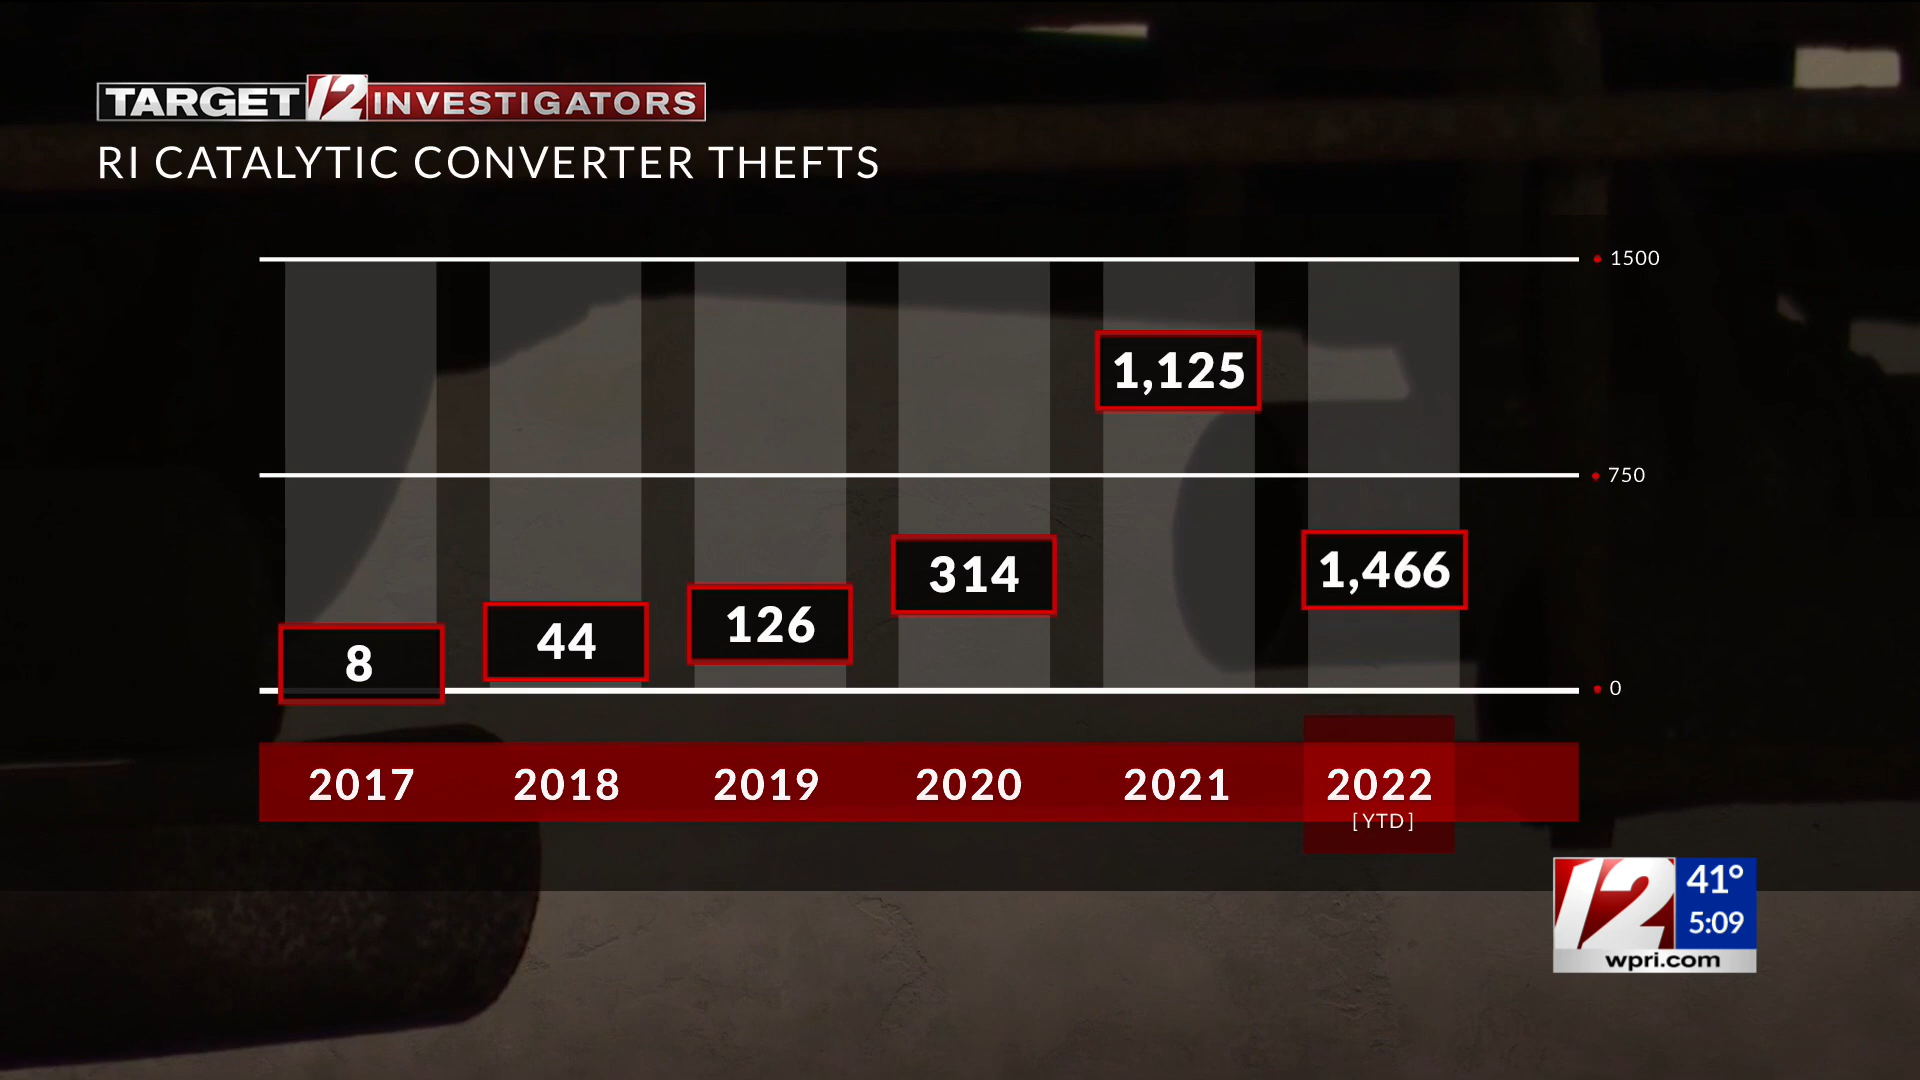 TARGET 12 INVESTIGATORS
RI CATALYTIC CONVERTER THEFTS
1500
1,125
750
1,466
314
126
44
8
0
2017 2018 2019 2020 2021 2022
[YTD]
12 41°
5:09
wpri.com